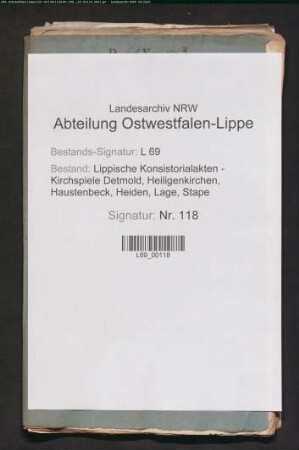 Landesarchiv NRW
Abteilung Ostwestfalen-Lippe
Bestands-Signatur: L 69
Bestand: Lippische Konsistorialakten -
Kirchspiele Detmold, Heiligenkirchen,
Haustenbeck, Heiden, Lage, Stape
Signatur: Nr. 118
L69_00118